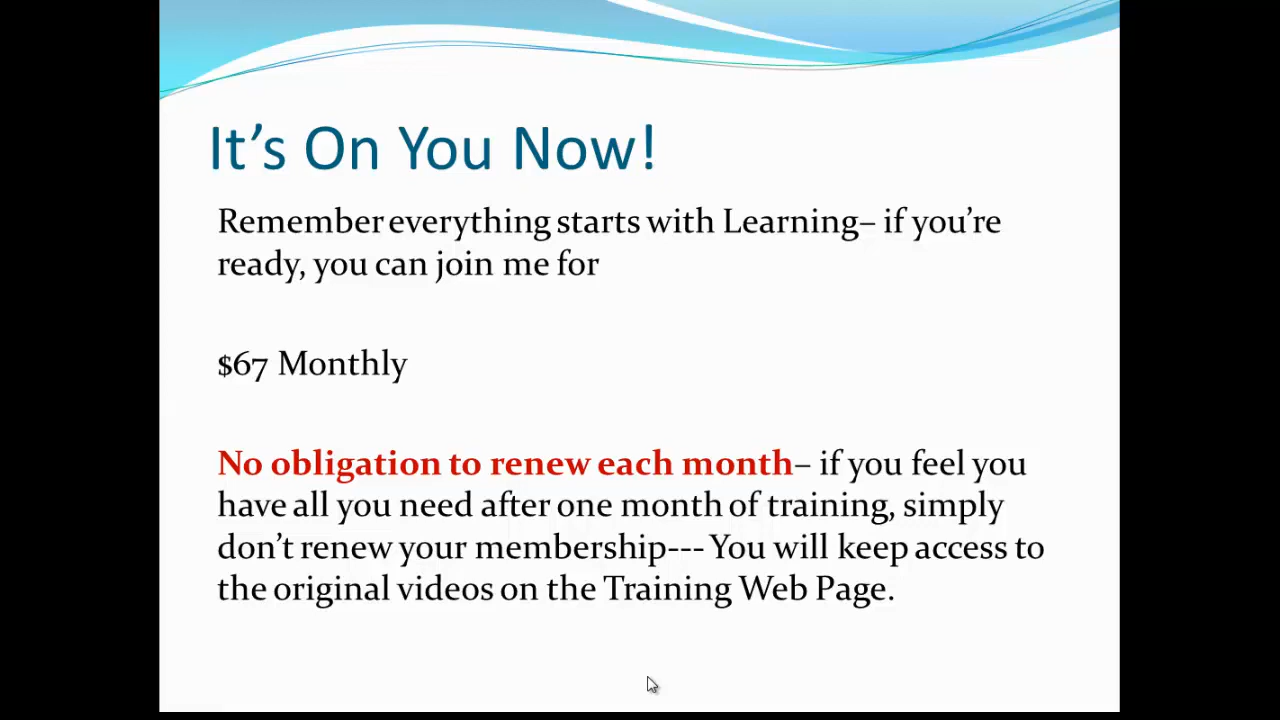 It's On You Now!
Remember everything starts with Learning– if you're
ready, you can join me for
$67 Monthly
No obligation to renew each month– if you feel you
have all you need after one month of training, simply
don't renew your membership--- You will keep access to
the original videos on the Training Web Page.